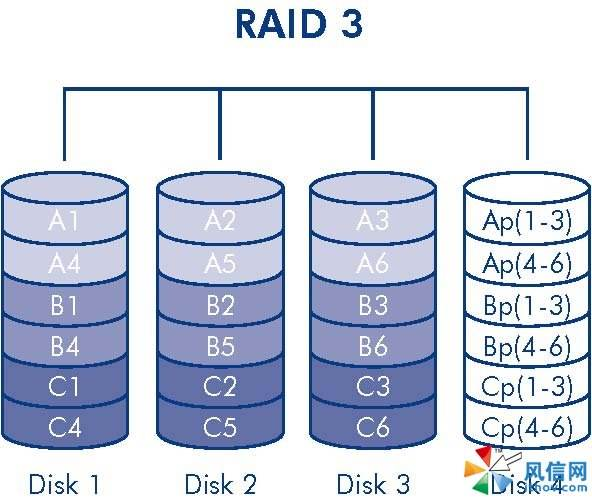 RAID 3
A1 A2 A3 Ap(1-3)
A4 A5 A6 Ap(4-6)
B1 B2 B3 Bp(1-3)
B4 B5 B6 Bp(4-6)
C1 C2 C3 Cp(1-3)
C4 C5 C6 Cp(4-6)
Disk 1 Disk 2 Disk 3 Disk 4
TM
风信网